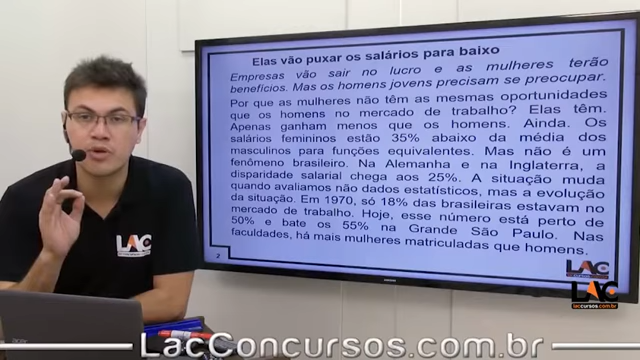 Elas vão puxar os salários para baixo
Empresas vão sair no lucro e as mulheres terão
benefícios. Mas os homens jovens precisam se preocupar.
Por que as mulheres não têm as mesmas oportunidades
que os homens no mercado de trabalho? Elas têm.
Apenas ganham menos que os homens. Ainda. Os
salários femininos estão 35% abaixo da média dos
masculinos para funções equivalentes. Mas não é um
fenômeno brasileiro. Na Alemanha e na Inglaterra, a
disparidade salarial chega aos 25%. A situação muda
quando avaliamos não dados estatísticos, mas a evolução
da situação. Em 1970, só 18% das brasileiras estavam no
mercado de trabalho. Hoje, esse número está perto de
50% e bate os 55% na Grande São Paulo. Nas
faculdades, há mais mulheres matriculadas que homens.
2
LAC
LAC
LAC
laccursos.com.br
LacConcursos.com.br